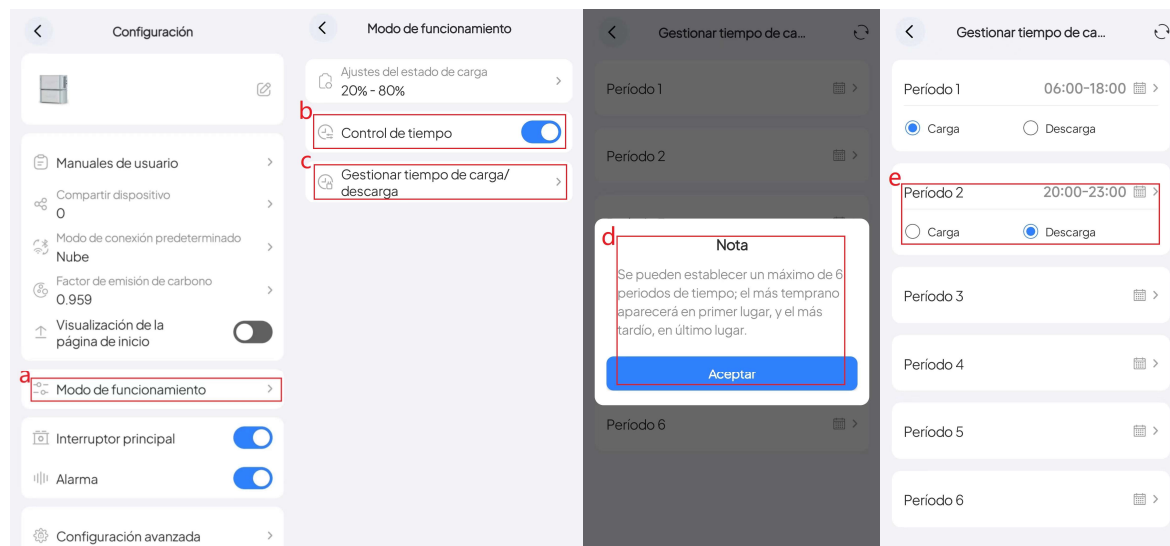 Configuración
Manuales de usuario
Compartir dispositivo
0
Modo de conexión predeterminado
Nube
Factor de emisión de carbono
0.959
Visualización de la
página de inicio
a
Modo de funcionamiento
Interruptor principal
Alarma
Configuración avanzada
Modo de funcionamiento
Ajustes del estado de carga
20% - 80%
b
Control de tiempo
c
Gestionar tiempo de carga/
descarga
Gestionar tiempo de ca...
Período 1
Período 2
d
Nota
Se pueden establecer un máximo de 6
periodos de tiempo; el más temprano
aparecerá en primer lugar, y el más
tardío, en último lugar.
Aceptar
Período 6
Gestionar tiempo de ca...
Período 1 06:00-18:00
Carga Descarga
e
Período 2 20:00-23:00
Carga Descarga
Período 3
Período 4
Período 5
Período 6